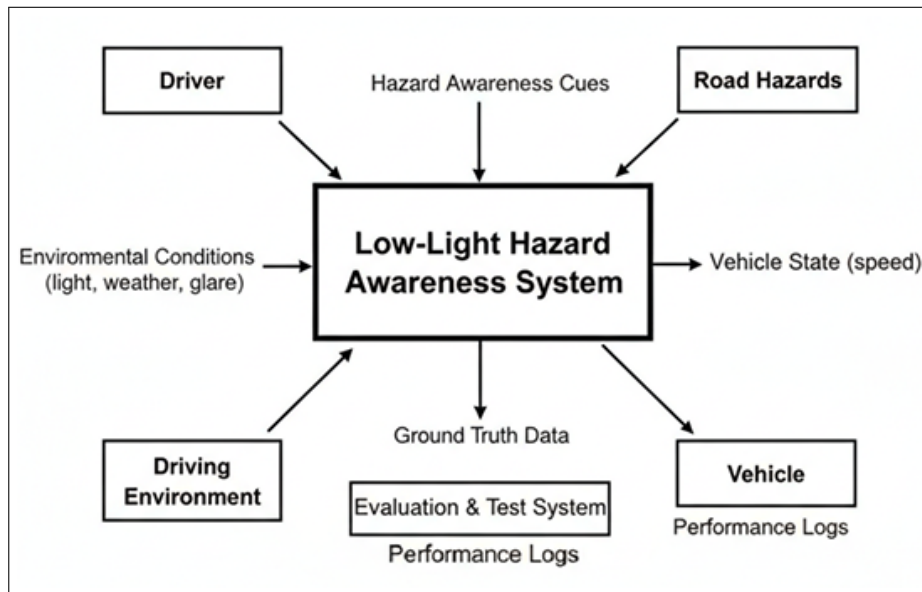 Driver
Hazard Awareness Cues
Road Hazards
Environmental Conditions
(light, weather, glare)
Low-Light Hazard
Awareness System
Vehicle State (speed)
Ground Truth Data
Driving
Environment
Evaluation & Test System
Performance Logs
Vehicle
Performance Logs